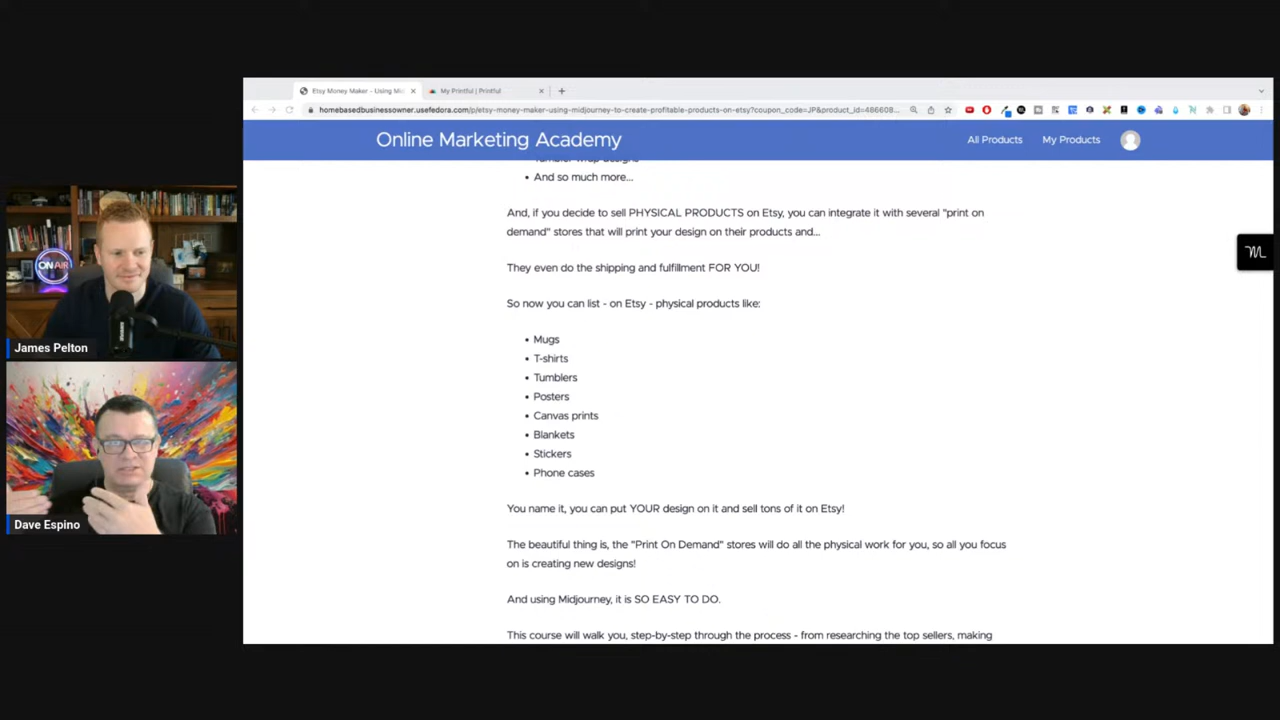 Etsy Money Maker - Using Mi
My Printful | Printful
homebasedbusinessowner.usefedora.com/p/etsy-money-maker-using-midjourney-to-create-profitable-products-on-etsy?coupon_code=JP&product_id=466608...
Online Marketing Academy
All Products
My Products
Tumbler wrap designs
And so much more...
And, if you decide to sell PHYSICAL PRODUCTS on Etsy, you can integrate it with several "print on
demand" stores that will print your design on their products and...
They even do the shipping and fulfillment FOR YOU!
So now you can list - on Etsy - physical products like:
Mugs
T-shirts
Tumblers
Posters
Canvas prints
Blankets
Stickers
Phone cases
You name it, you can put YOUR design on it and sell tons of it on Etsy!
The beautiful thing is, the "Print On Demand" stores will do all the physical work for you, so all you focus
on is creating new designs!
And using Midjourney, it is SO EASY TO DO.
This course will walk you, step-by-step through the process - from researching the top sellers, making
ON AIR
James Pelton
Dave Espino